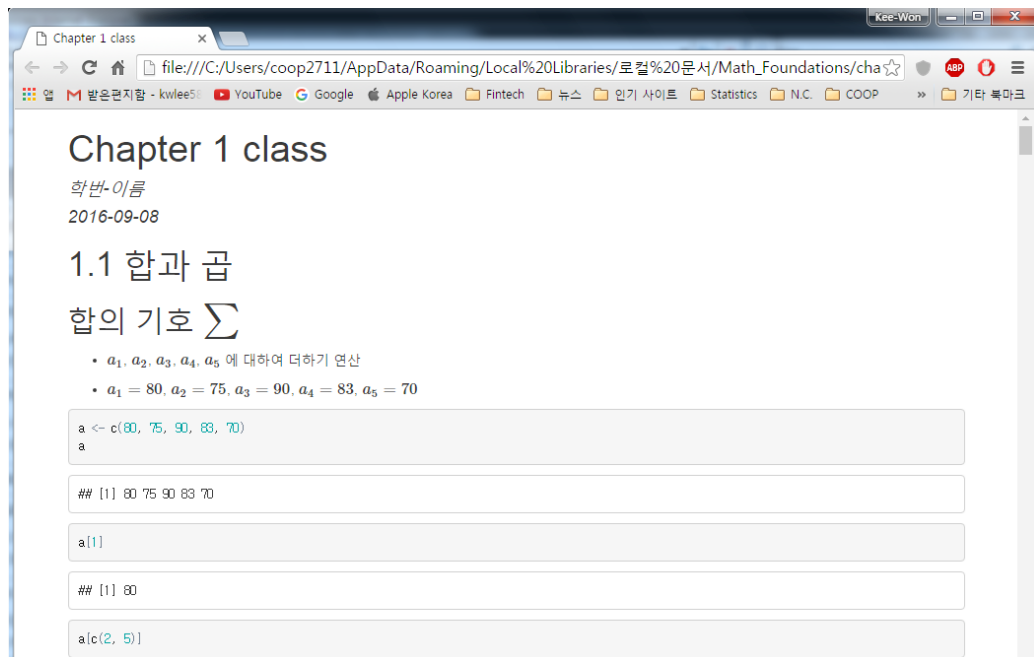 Kee-Won
Chapter 1 class
file:///C:/Users/coop2711/AppData/Roaming/Local%20Libraries/로컬%20문서/Math_Foundations/cha
앱 받은편지함 - kwlee58 YouTube Google Apple Korea Fintech 뉴스 인기 사이트 Statistics N.C. COOP » 기타 북마크
Chapter 1 class
학번-이름
2016-09-08
1.1 합과 곱
합의 기호 ∑
• a₁, a₂, a₃, a₄, a₅ 에 대하여 더하기 연산
• a₁ = 80, a₂ = 75, a₃ = 90, a₄ = 83, a₅ = 70
a <- c(80, 75, 90, 83, 70)
a
## [1] 80 75 90 83 70
a[1]
## [1] 80
a[c(2, 5)]